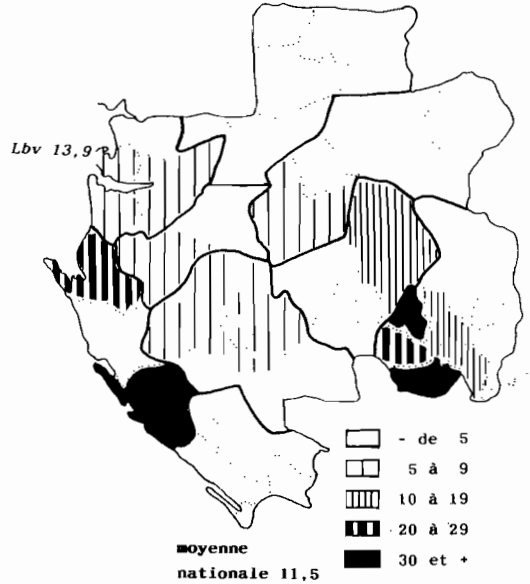 Lbv 13,9
- de 5
5 à 9
10 à 19
20 à 29
30 et +
moyenne
nationale 11,5